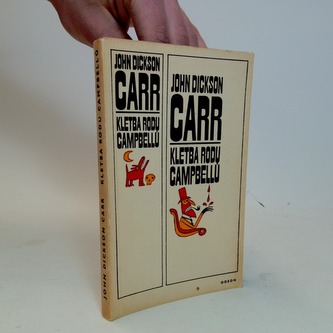 JOHN DICKSON CARR KLETBA RODU CAMPBELLŮ
JOHN DICKSON
CARR
KLETBA RODU
CAMPBELLŮ
JOHN DICKSON
CARR
KLETBA RODU
CAMPBELLŮ
ODEON